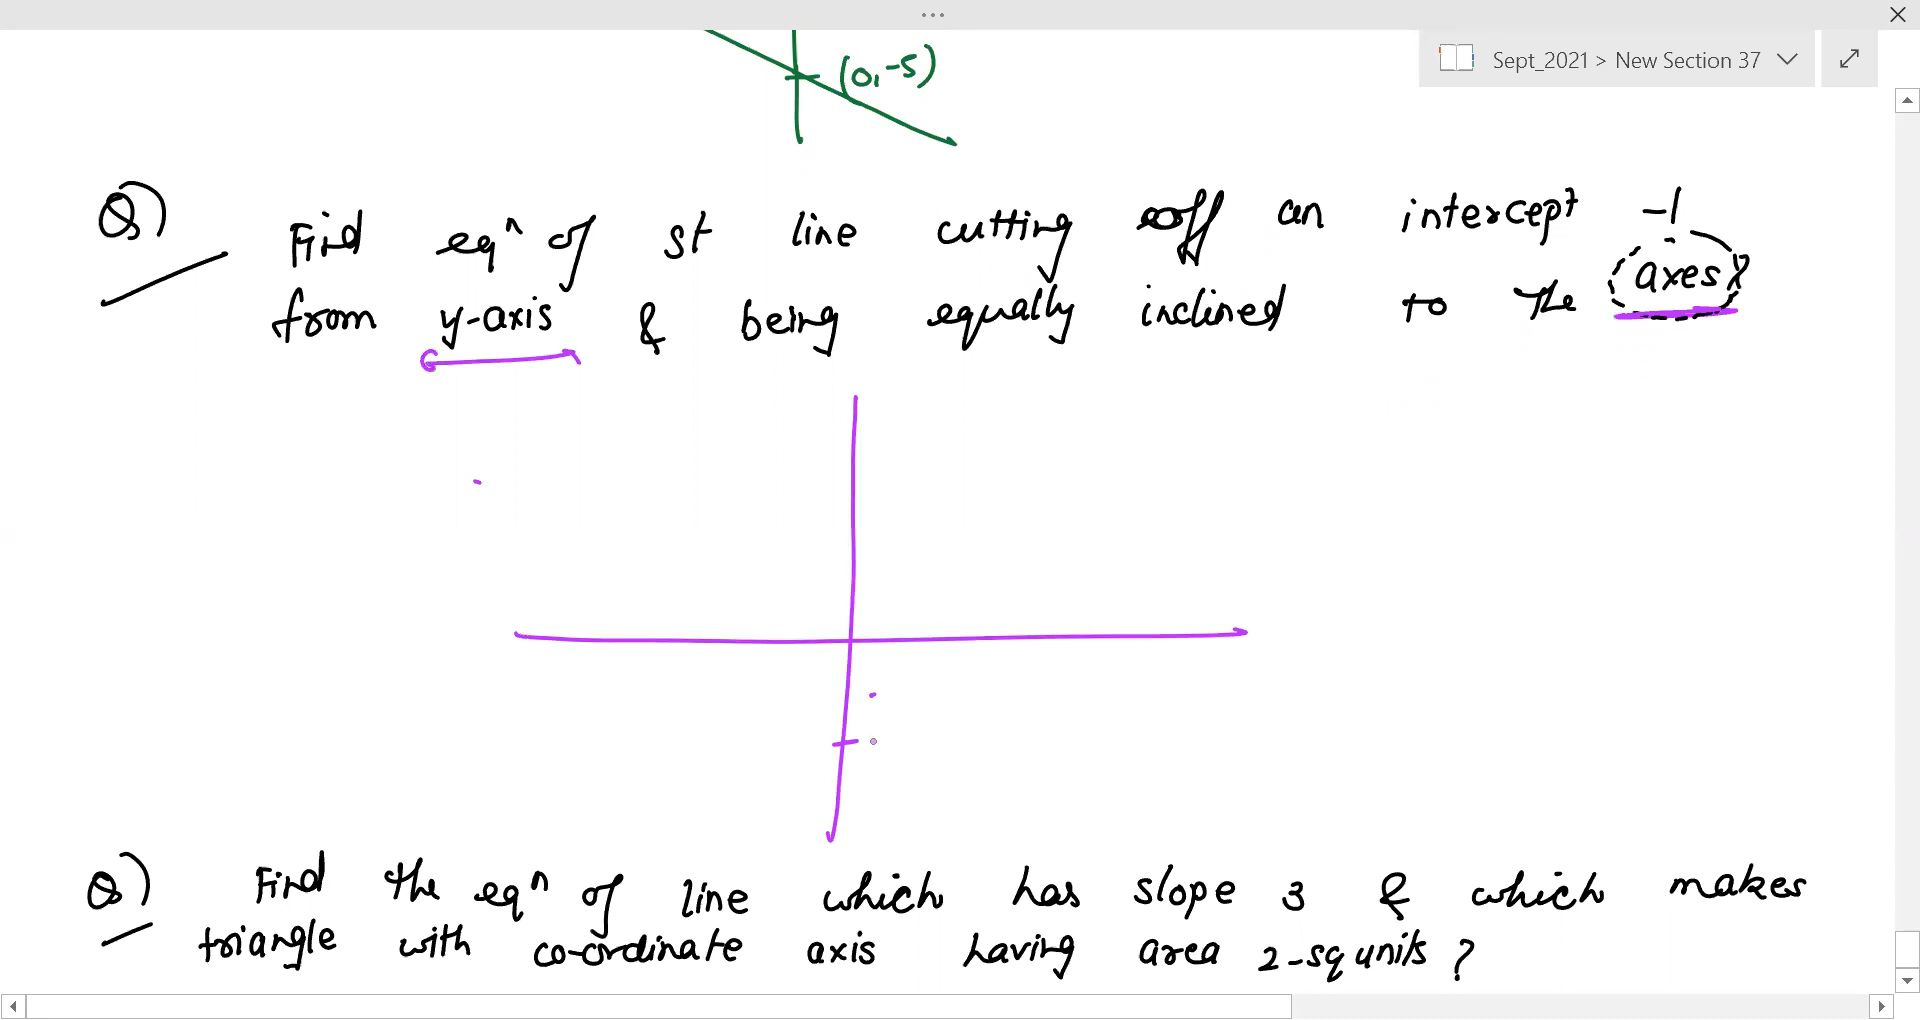 (0,-5)
Sept_2021 > New Section 37
Q) Find eqⁿ of st line cutting off an intercept -1
from y-axis & being equally inclined to the axes?
Q) Find the eqⁿ of line which has slope 3 & which makes
triangle with co-ordinate axis having area 2-sq units ?